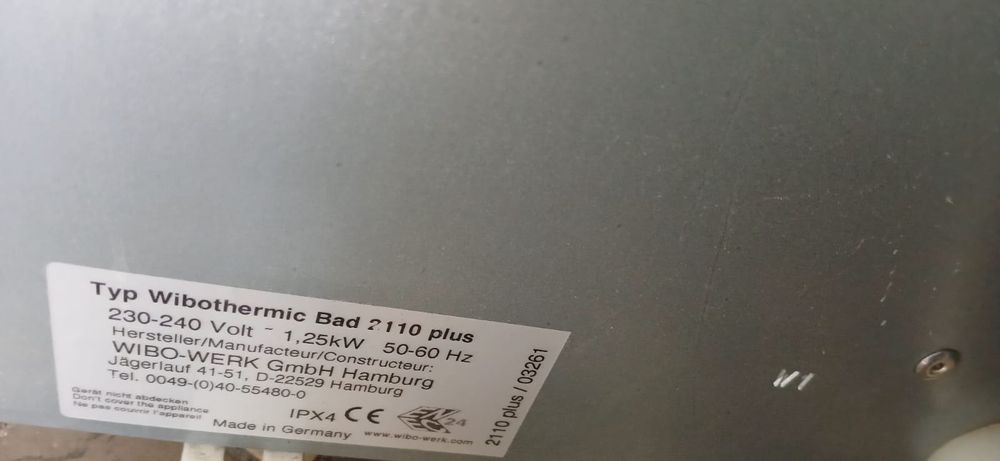 Typ Wibothermic Bad 2110 plus
230-240 Volt ~ 1,25kW 50-60 Hz
Hersteller/Manufacteur/Constructeur:
WIBO-WERK GmbH Hamburg
Jägerlauf 41-51, D-22529 Hamburg
Tel. 0049-(0)40-55480-0
Gerät nicht abdecken
Don't cover the appliance
Ne pas couvrir l'appareil
IPX4 CE
24
Made in Germany www.wibo-werk.com
2110 plus / 03261